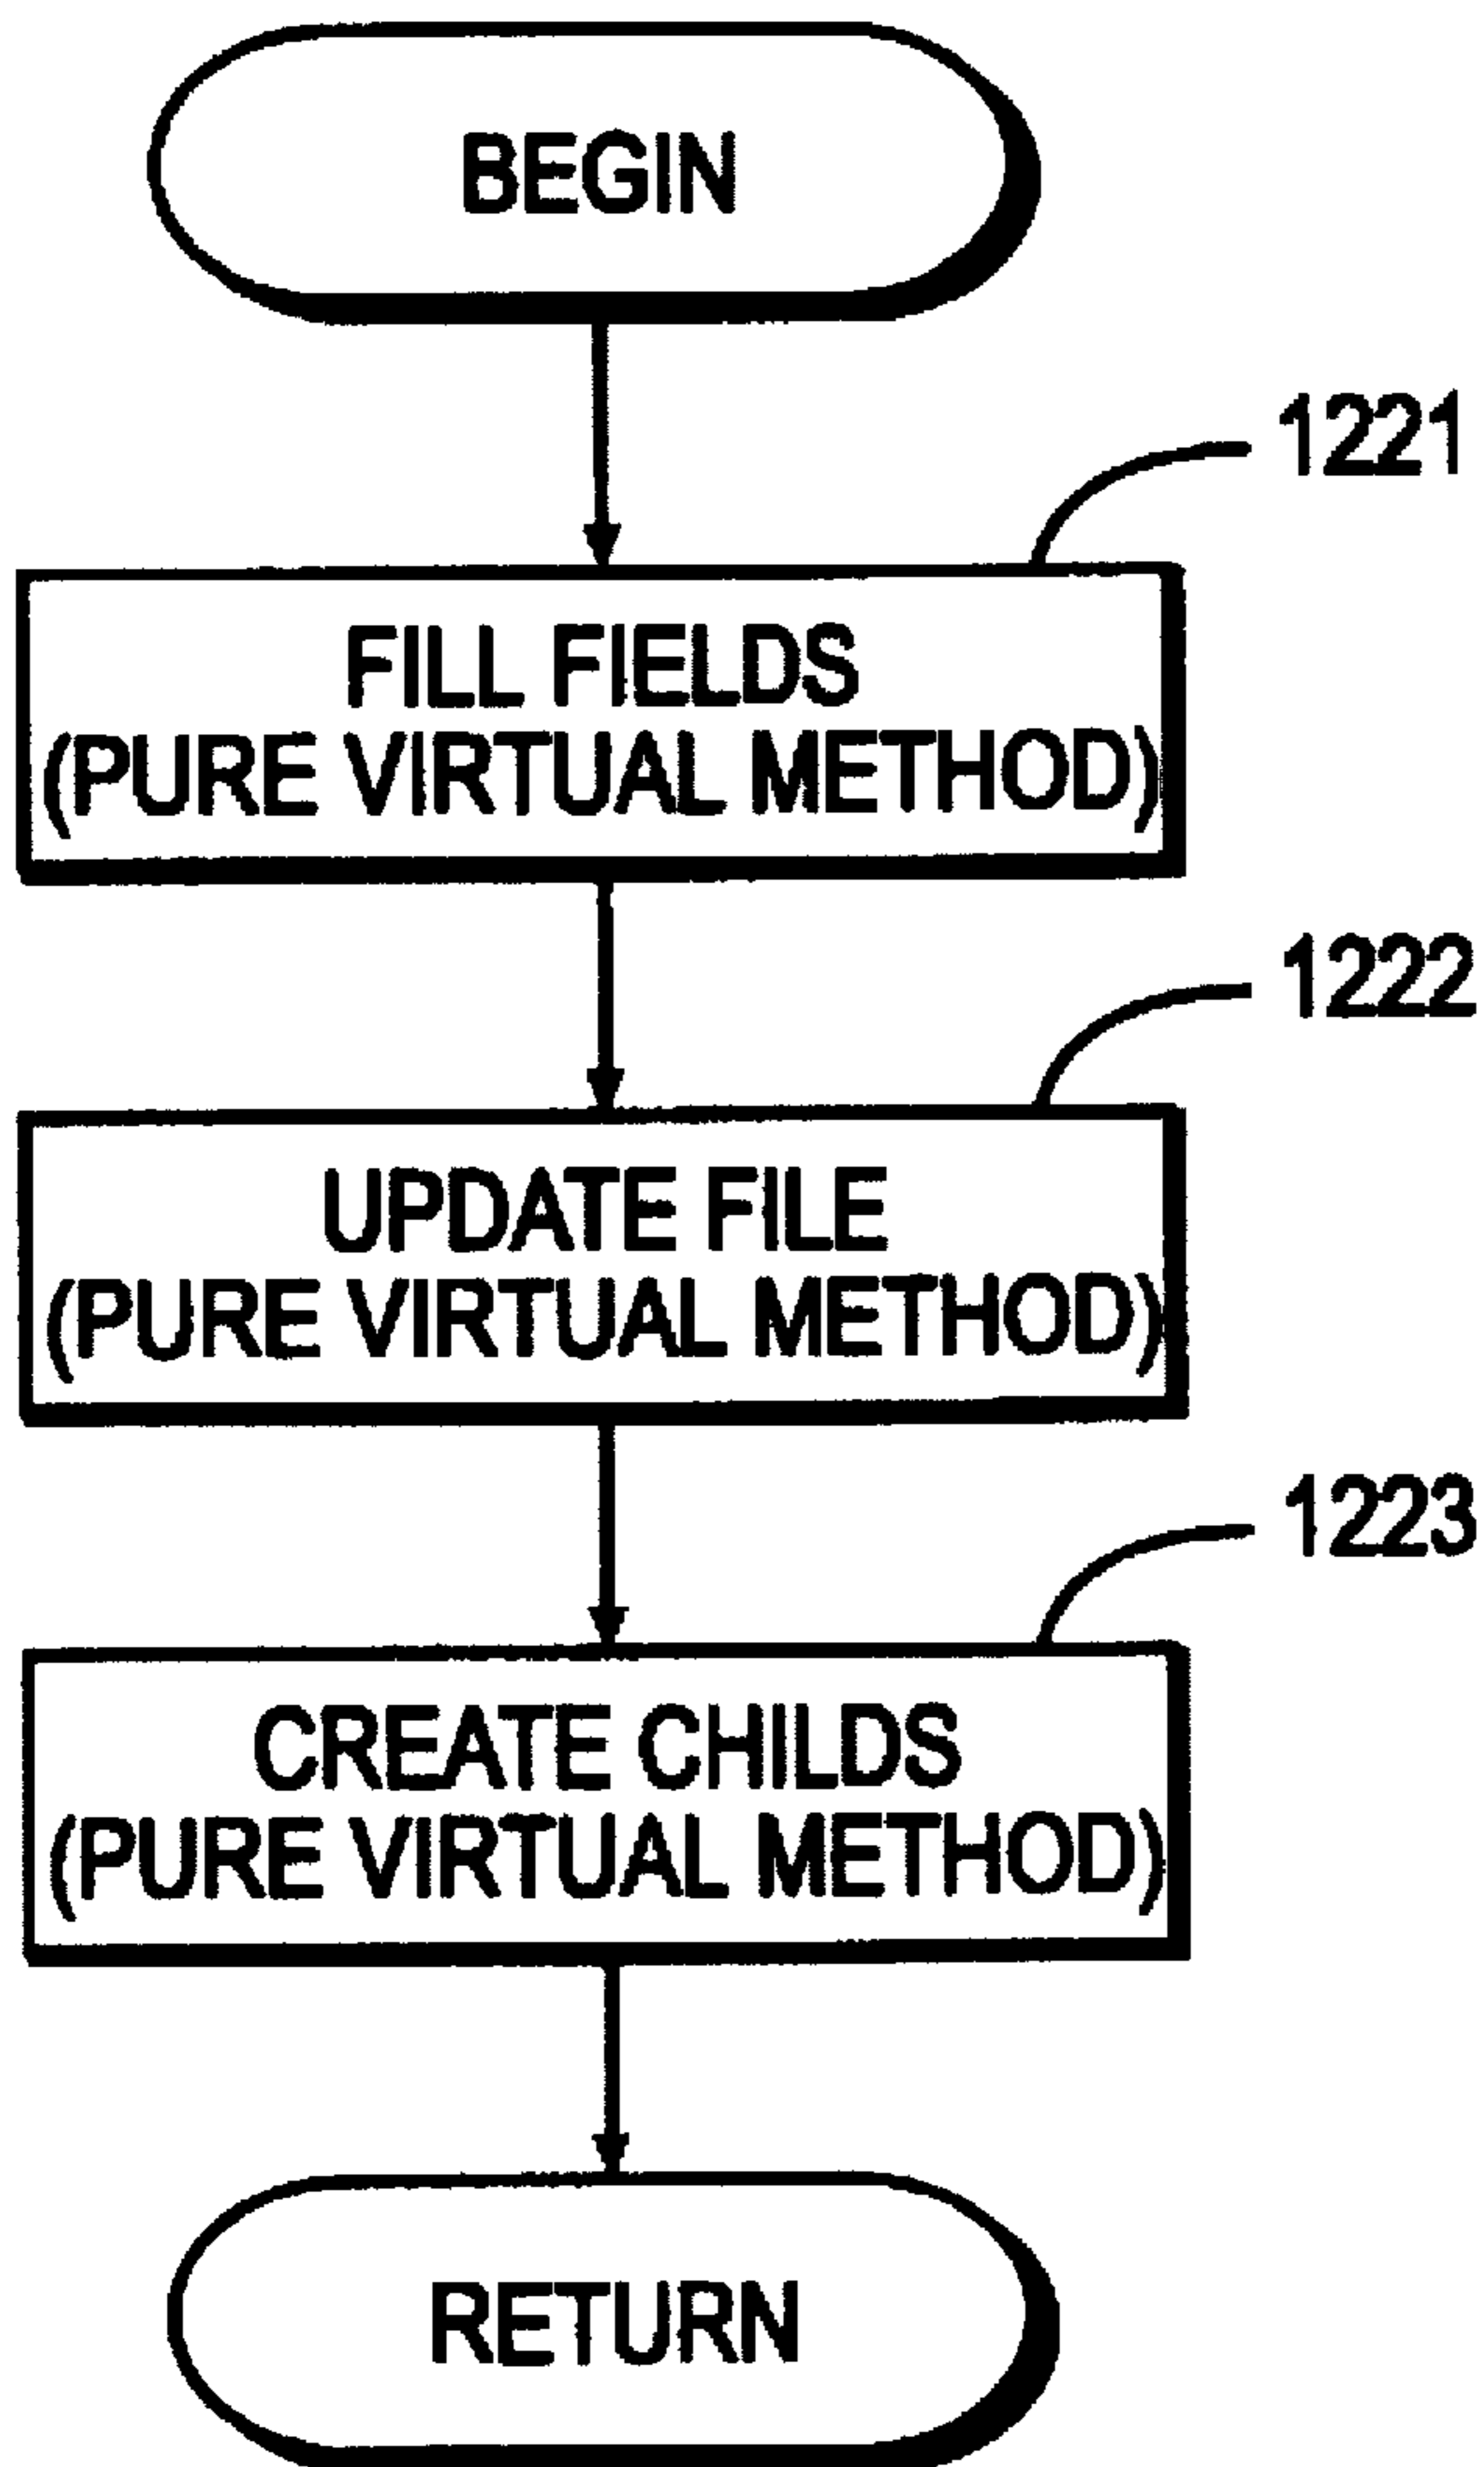 BEGIN
1221
FILL FIELDS
(PURE VIRTUAL METHOD)
1222
UPDATE FILE
(PURE VIRTUAL METHOD)
1223
CREATE CHILDS
(PURE VIRTUAL METHOD)
RETURN